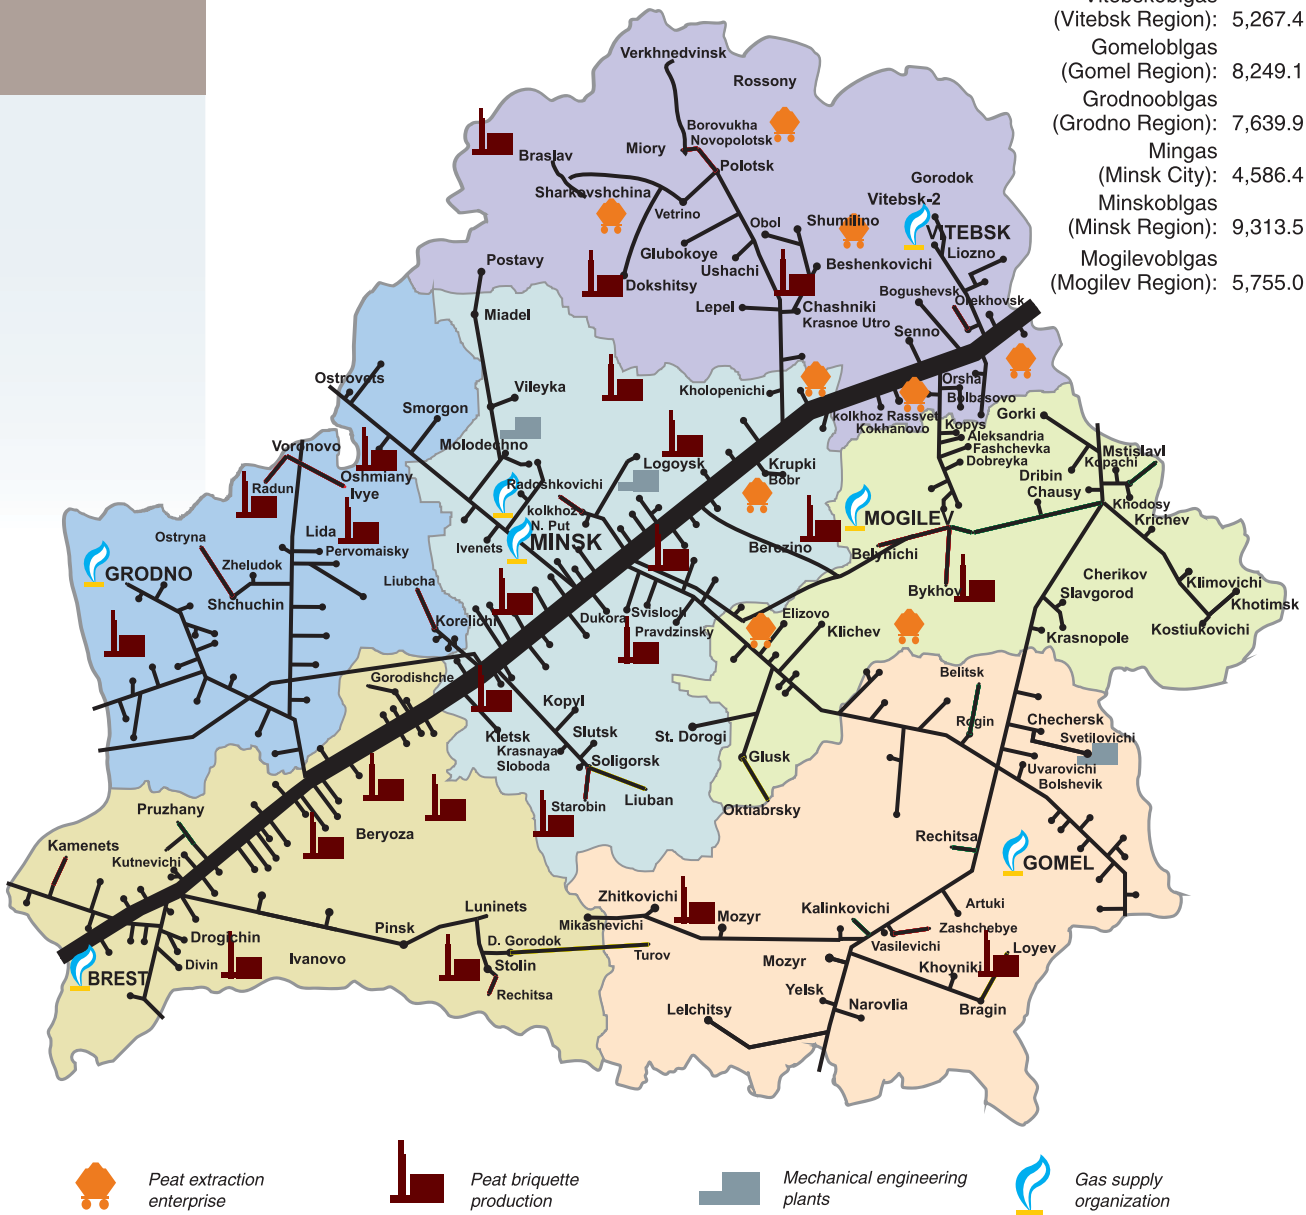 Vitebskoblgas
(Vitebsk Region): 5,267.4
Gomeloblgas
(Gomel Region): 8,249.1
Grodnooblgas
(Grodno Region): 7,639.9
Mingas
(Minsk City): 4,586.4
Minskoblgas
(Minsk Region): 9,313.5
Mogilevoblgas
(Mogilev Region): 5,755.0
Verkhnedvinsk
Rossony
Borovukha
Novopolotsk
Miory
Polotsk
Braslav
Sharkovshchina
Vetrino
Gorodok
Vitebsk-2
Obol
Shumilino
VITEBSK
Liozno
Glubokoye
Ushachi
Beshenkovichi
Postavy
Dokshitsy
Bogushevsk
Orekhovsk
Lepel
Chashniki
Krasnoe Utro
Senno
Miadel
Ostrovets
Vileyka
Kholopenichi
Orsha
Bolbasovo
Smorgon
kolkhoz Rassvet
Kokhanovo
Gorki
Kopys
Aleksandria
Fashchevka
Dobreyka
Voronovo
Molodechno
Mstislavl
Kopachi
Oshmiany
Logoysk
Krupki
Bobr
Dribin
Chausy
Radun
Ivye
Radoshkovichi
Khodosy
kolkhoz
N. Put
MOGILEV
Krichev
Ostryna
Lida
Pervomaisky
Ivenets
MINSK
Berezino
Belynichi
GRODNO
Zheludok
Liubcha
Cherikov
Klimovichi
Shchuchin
Bykhov
Slavgorod
Khotimsk
Korelichi
Dukora
Svisloch
Pravdzinsky
Elizovo
Klichev
Krasnopole
Kostiukovichi
Gorodishche
Belitsk
Kopyl
Rogin
Chechersk
Svetilovichi
Kletsk
Krasnaya
Sloboda
Slutsk
St. Dorogi
Soligorsk
Glusk
Uvarovichi
Bolshevik
Starobin
Liuban
Oktiabrsky
Pruzhany
Beryoza
Rechitsa
Kamenets
Kutnevichi
GOMEL
Zhitkovichi
Luninets
Mikashevichi
Mozyr
Kalinkovichi
Artuki
Pinsk
Zashchebye
Drogichin
D. Gorodok
Vasilevichi
Loyev
Ivanovo
Turov
Divin
Stolin
Mozyr
Khoyniki
BREST
Rechitsa
Yelsk
Narovlia
Bragin
Lelchitsy
Peat extraction
enterprise
Peat briquette
production
Mechanical engineering
plants
Gas supply
organization